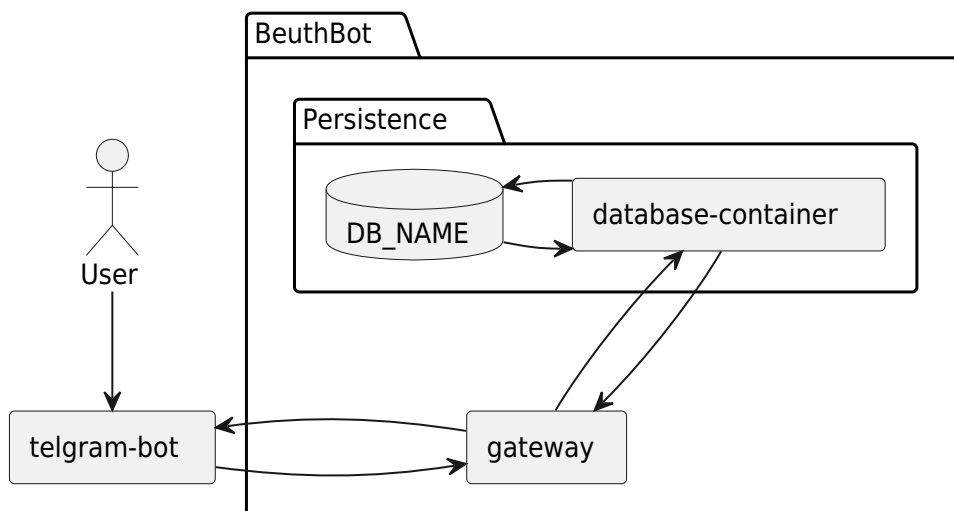 BeuthBot
Persistence
DB_NAME
database-container
User
telgram-bot
gateway